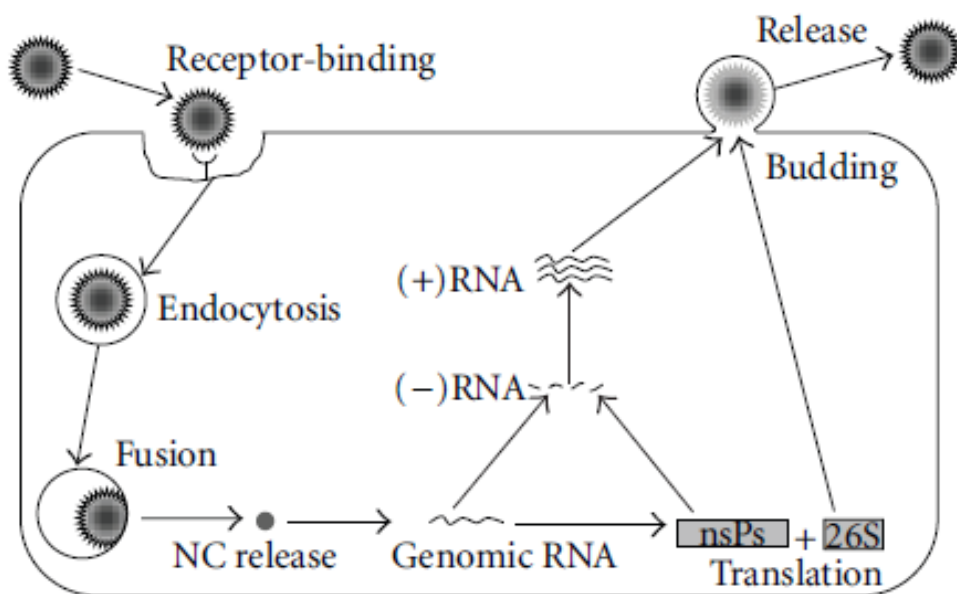 Release
Receptor-binding
Budding
(+)RNA
Endocytosis
(−)RNA
Fusion
nsPs + 26S
NC release
Genomic RNA
Translation